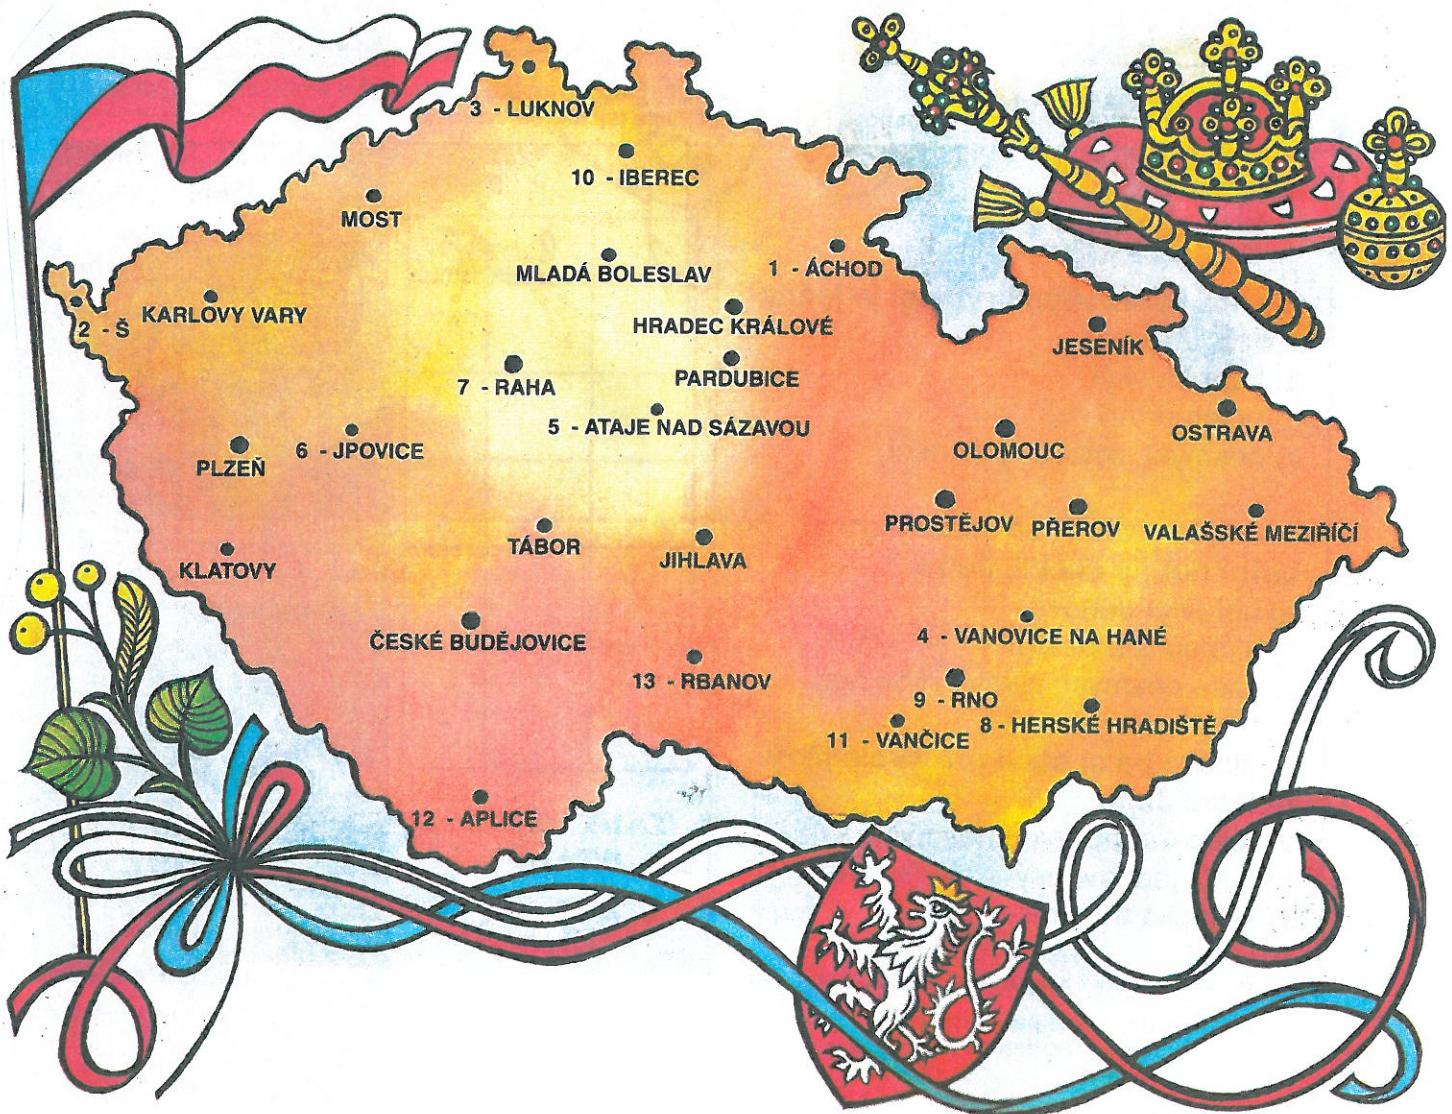 3 - LUKNOV
10 - IBEREC
MOST
MLADÁ BOLESLAV
1 - ÁCHOD
2 - Š
KARLOVY VARY
HRADEC KRÁLOVÉ
JESENÍK
7 - RAHA
PARDUBICE
5 - ATAJE NAD SÁZAVOU
OSTRAVA
PLZEŇ
6 - JPOVICE
OLOMOUC
PROSTĚJOV
PŘEROV
VALAŠSKÉ MEZIŘÍČÍ
TÁBOR
JIHLAVA
KLATOVY
ČESKÉ BUDĚJOVICE
4 - VANOVICE NA HANÉ
13 - RBANOV
9 - RNO
8 - HERSKÉ HRADIŠTĚ
11 - VANČICE
12 - APLICE